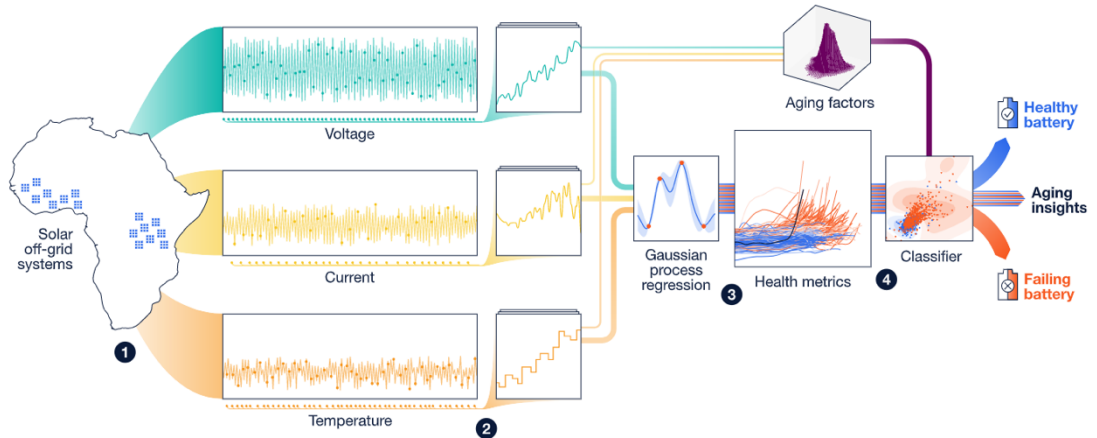 Solar
off-grid
systems
1
Voltage
Current
Temperature
2
Gaussian
process
regression
3
Health metrics
4
Aging factors
Classifier
Healthy
battery
Aging
insights
Failing
battery